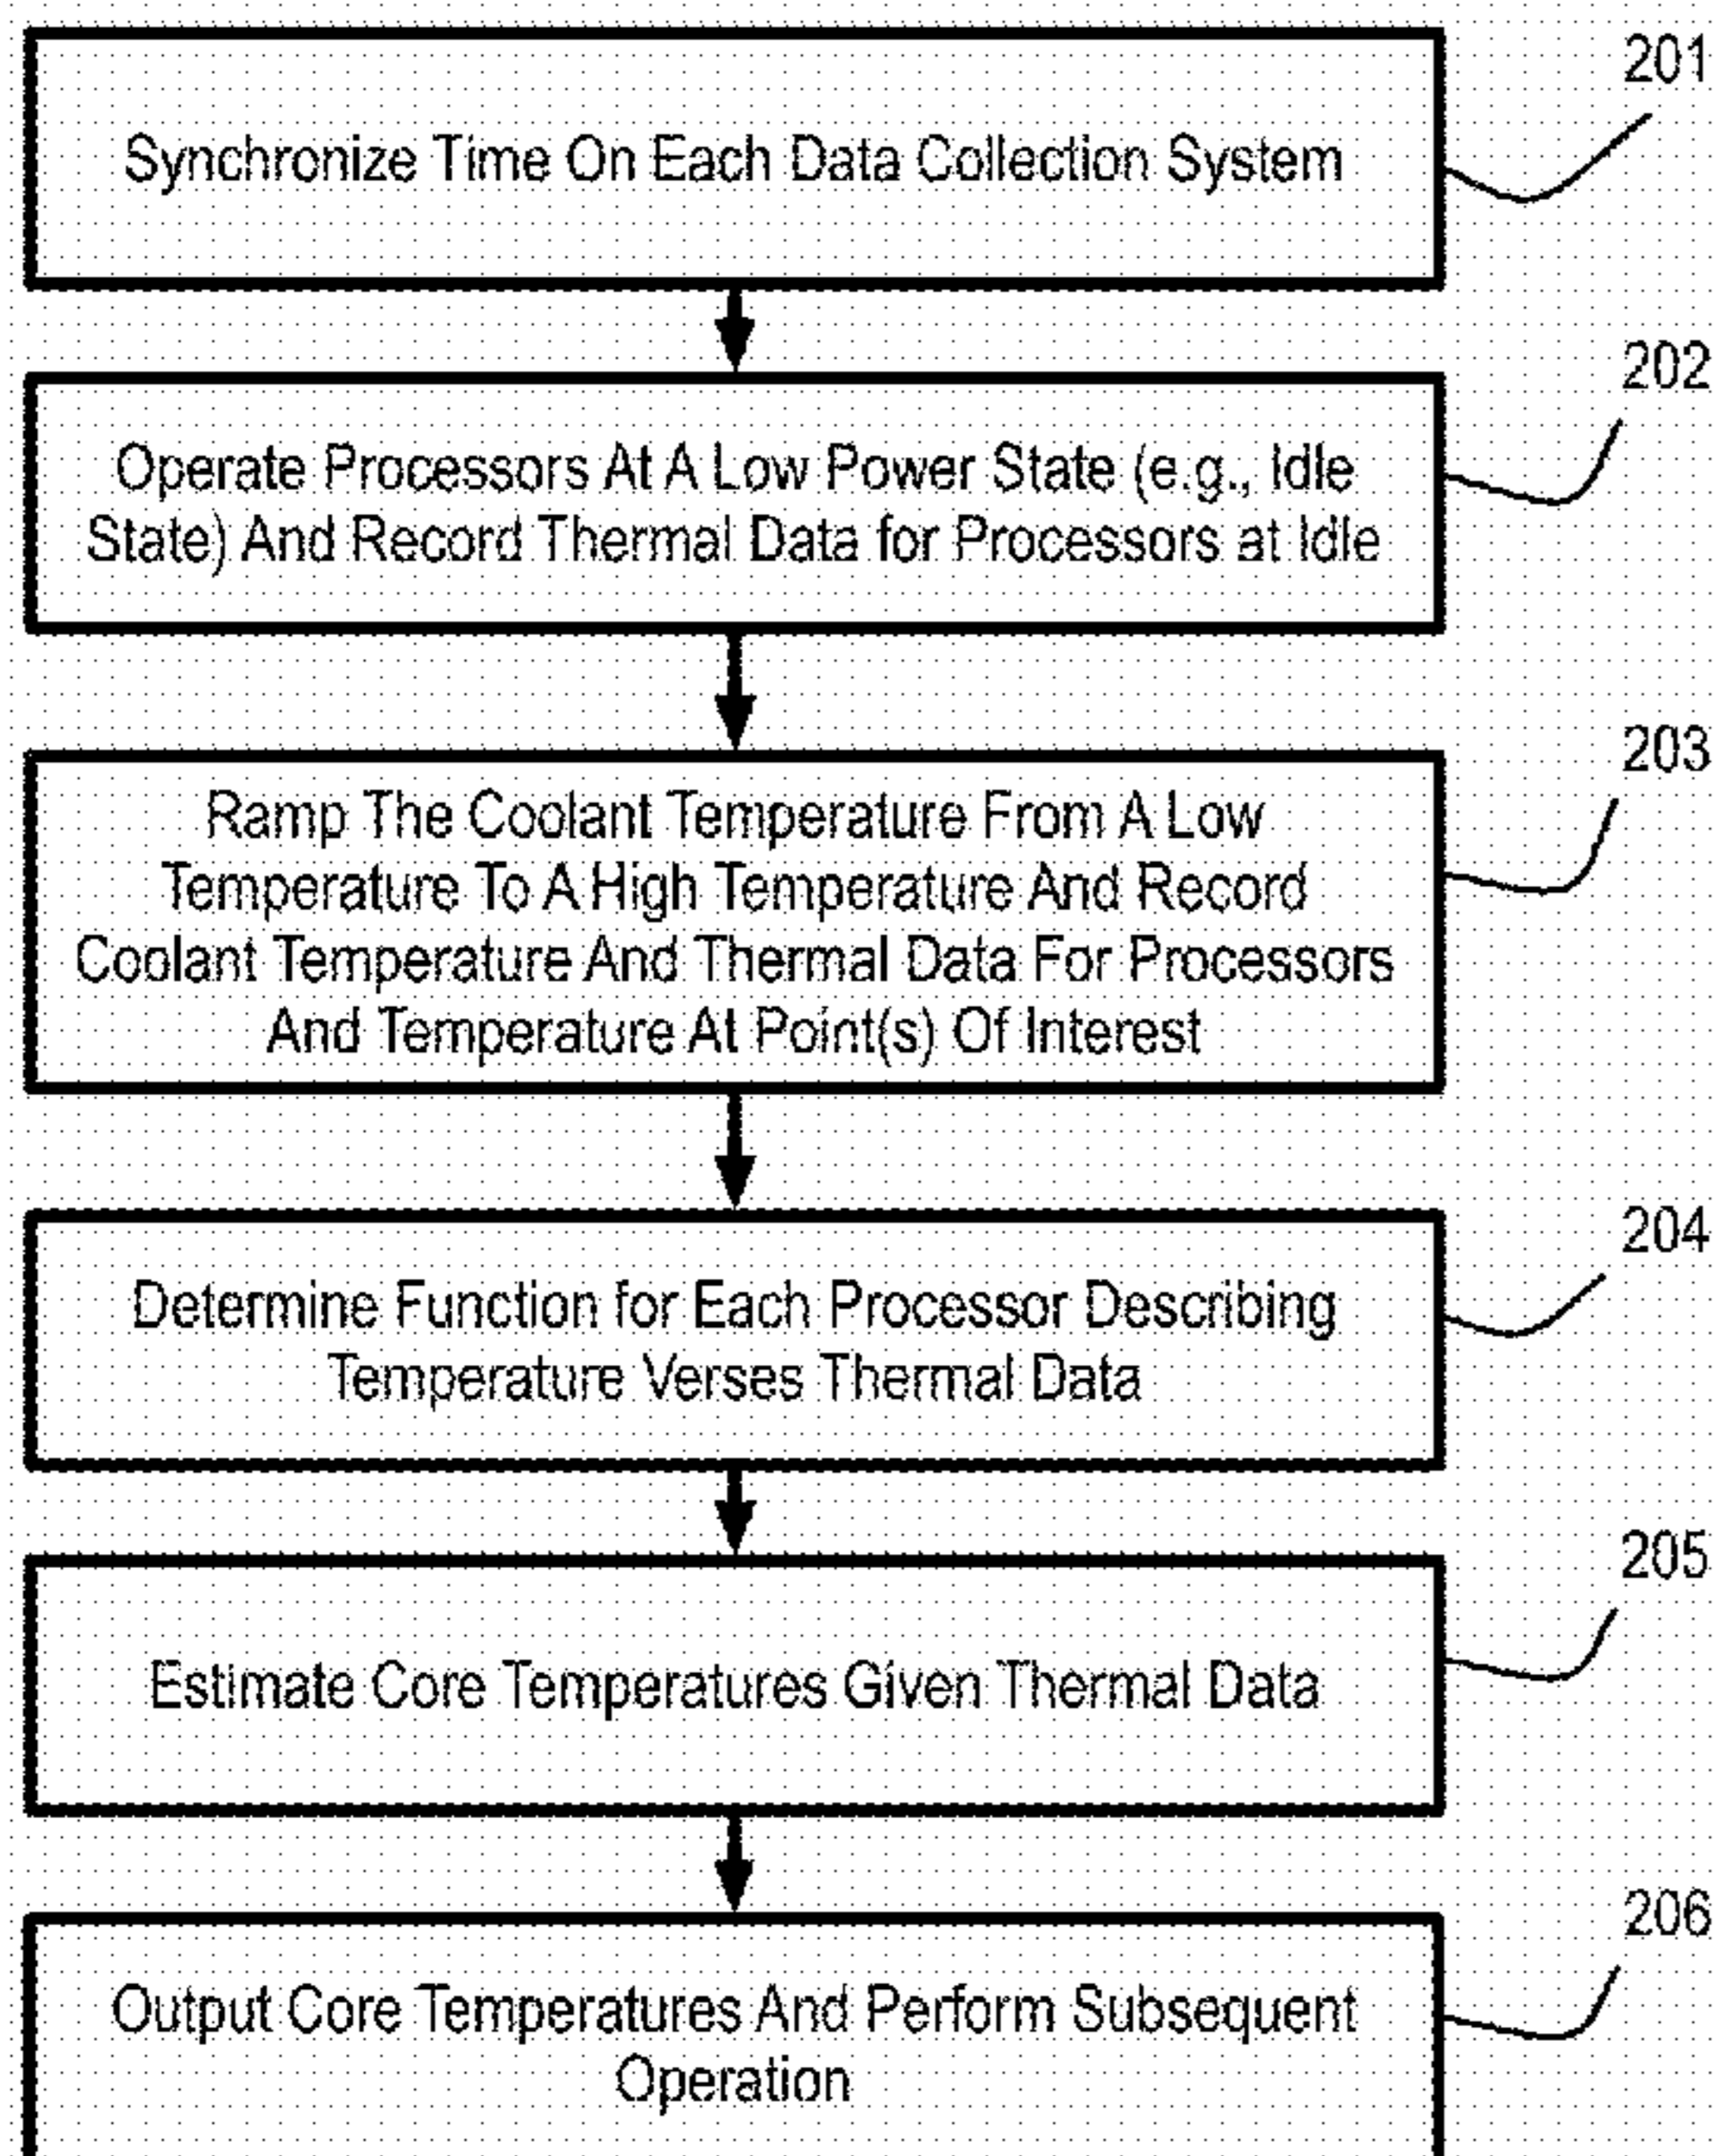 201
Synchronize Time On Each Data Collection System
202
Operate Processors At A Low Power State (e.g., Idle
State) And Record Thermal Data for Processors at Idle
203
Ramp The Coolant Temperature From A Low
Temperature To A High Temperature And Record
Coolant Temperature And Thermal Data For Processors
And Temperature At Point(s) Of Interest
204
Determine Function for Each Processor Describing
Temperature Verses Thermal Data
205
Estimate Core Temperatures Given Thermal Data
206
Output Core Temperatures And Perform Subsequent
Operation